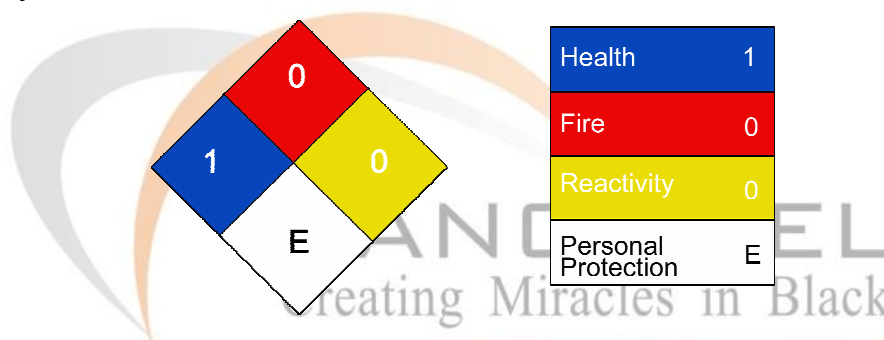 0
1
0
E
Health 1
Fire 0
Reactivity 0
Personal
Protection E
Creating Miracles in Black